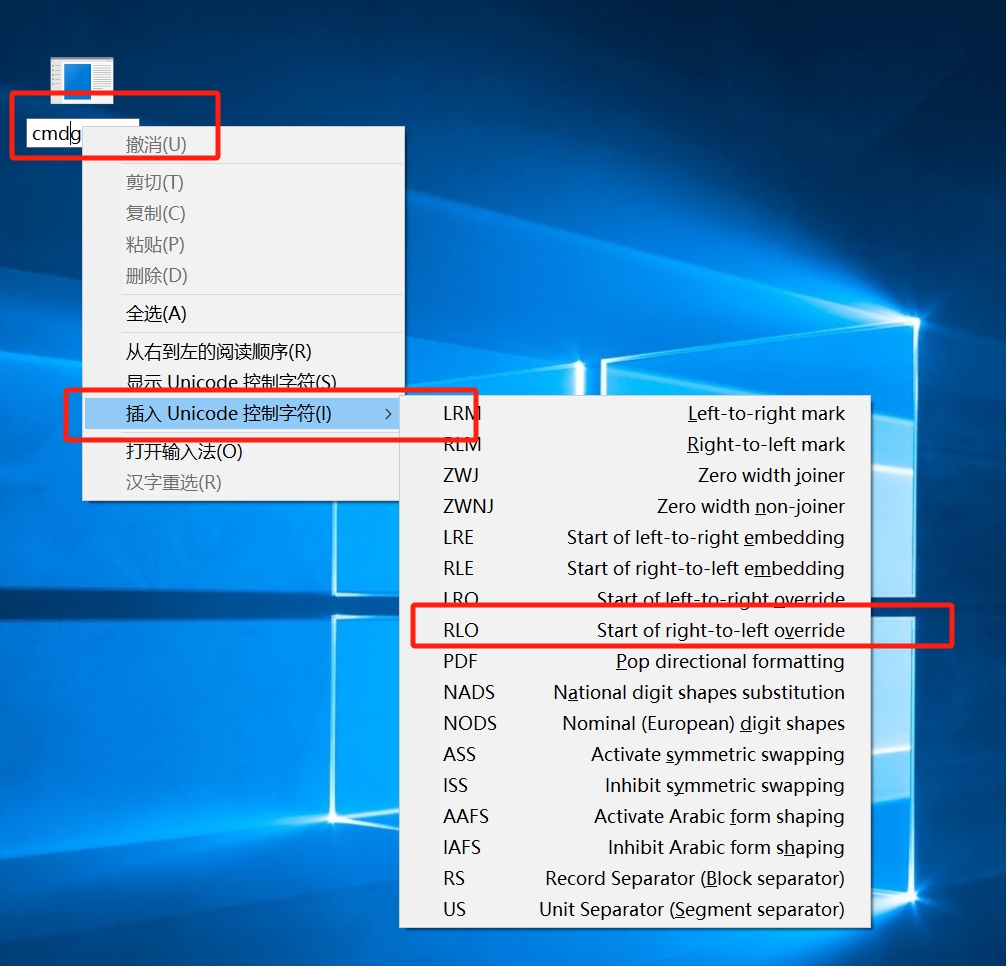 cmdg
撤消(U)
剪切(T)
复制(C)
粘贴(P)
删除(D)
全选(A)
从右到左的阅读顺序(R)
显示 Unicode 控制字符(S)
插入 Unicode 控制字符(I) >
打开输入法(O)
汉字重选(R)
LRM Left-to-right mark
RLM Right-to-left mark
ZWJ Zero width joiner
ZWNJ Zero width non-joiner
LRE Start of left-to-right embedding
RLE Start of right-to-left embedding
LRO Start of left-to-right override
RLO Start of right-to-left override
PDF Pop directional formatting
NADS National digit shapes substitution
NODS Nominal (European) digit shapes
ASS Activate symmetric swapping
ISS Inhibit symmetric swapping
AAFS Activate Arabic form shaping
IAFS Inhibit Arabic form shaping
RS Record Separator (Block separator)
US Unit Separator (Segment separator)